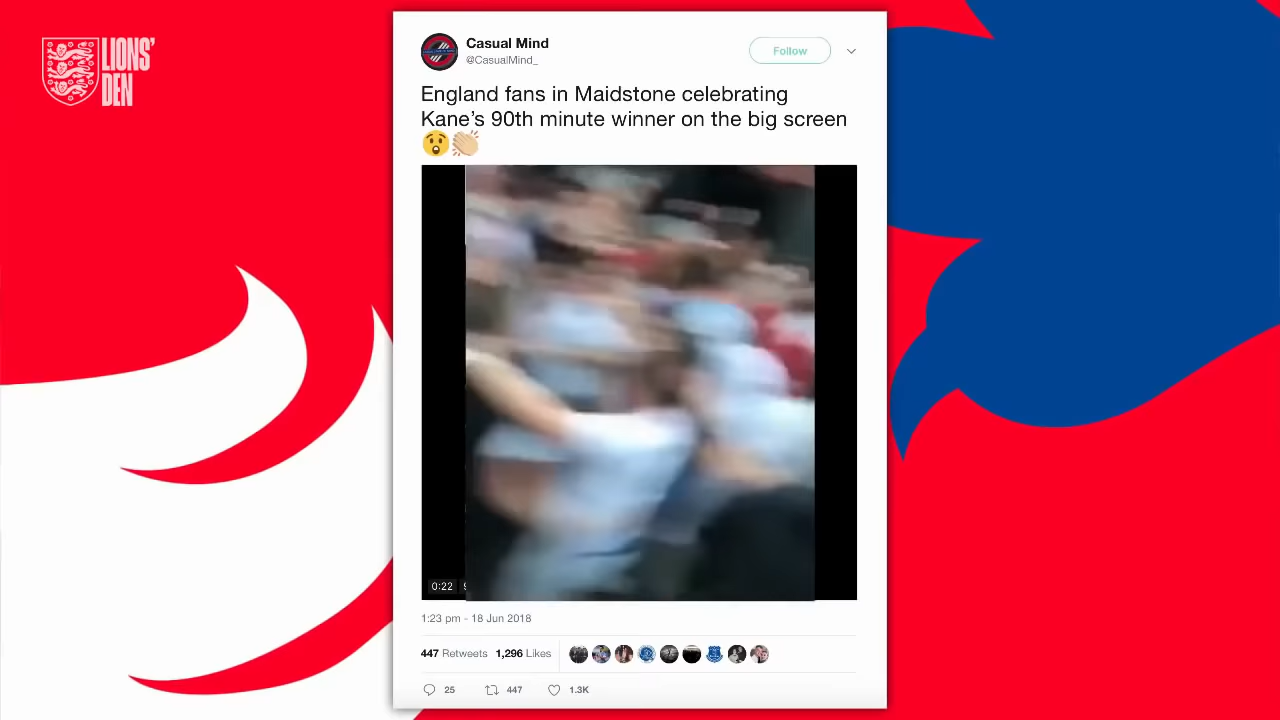 LIONS'
DEN
Casual Mind
@CasualMind_
Follow
England fans in Maidstone celebrating
Kane's 90th minute winner on the big screen
😲👏🏼
0:22
1:23 pm - 18 Jun 2018
447 Retweets 1,296 Likes
25 447 1.3K